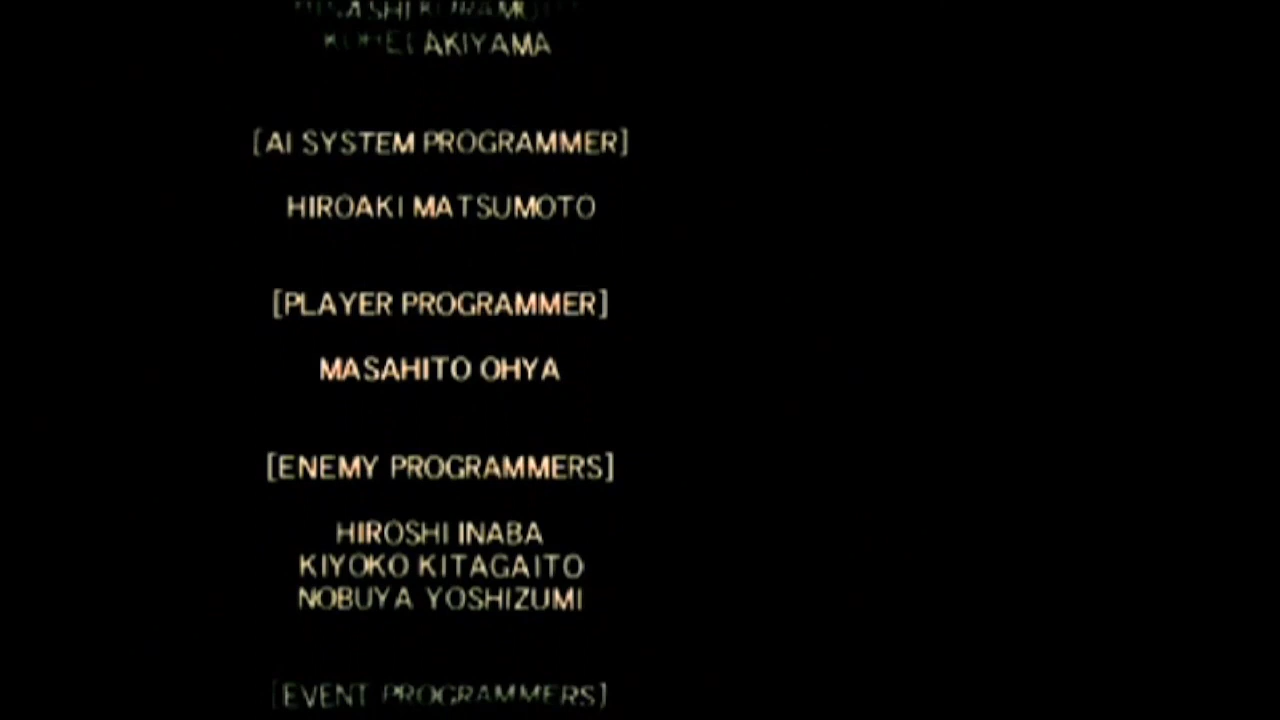 AKIYAMA
[AI SYSTEM PROGRAMMER]
HIROAKI MATSUMOTO
[PLAYER PROGRAMMER]
MASAHITO OHYA
[ENEMY PROGRAMMERS]
HIROSHI INABA
KIYOKO KITAGAITO
NOBUYA YOSHIZUMI
[EVENT PROGRAMMERS]